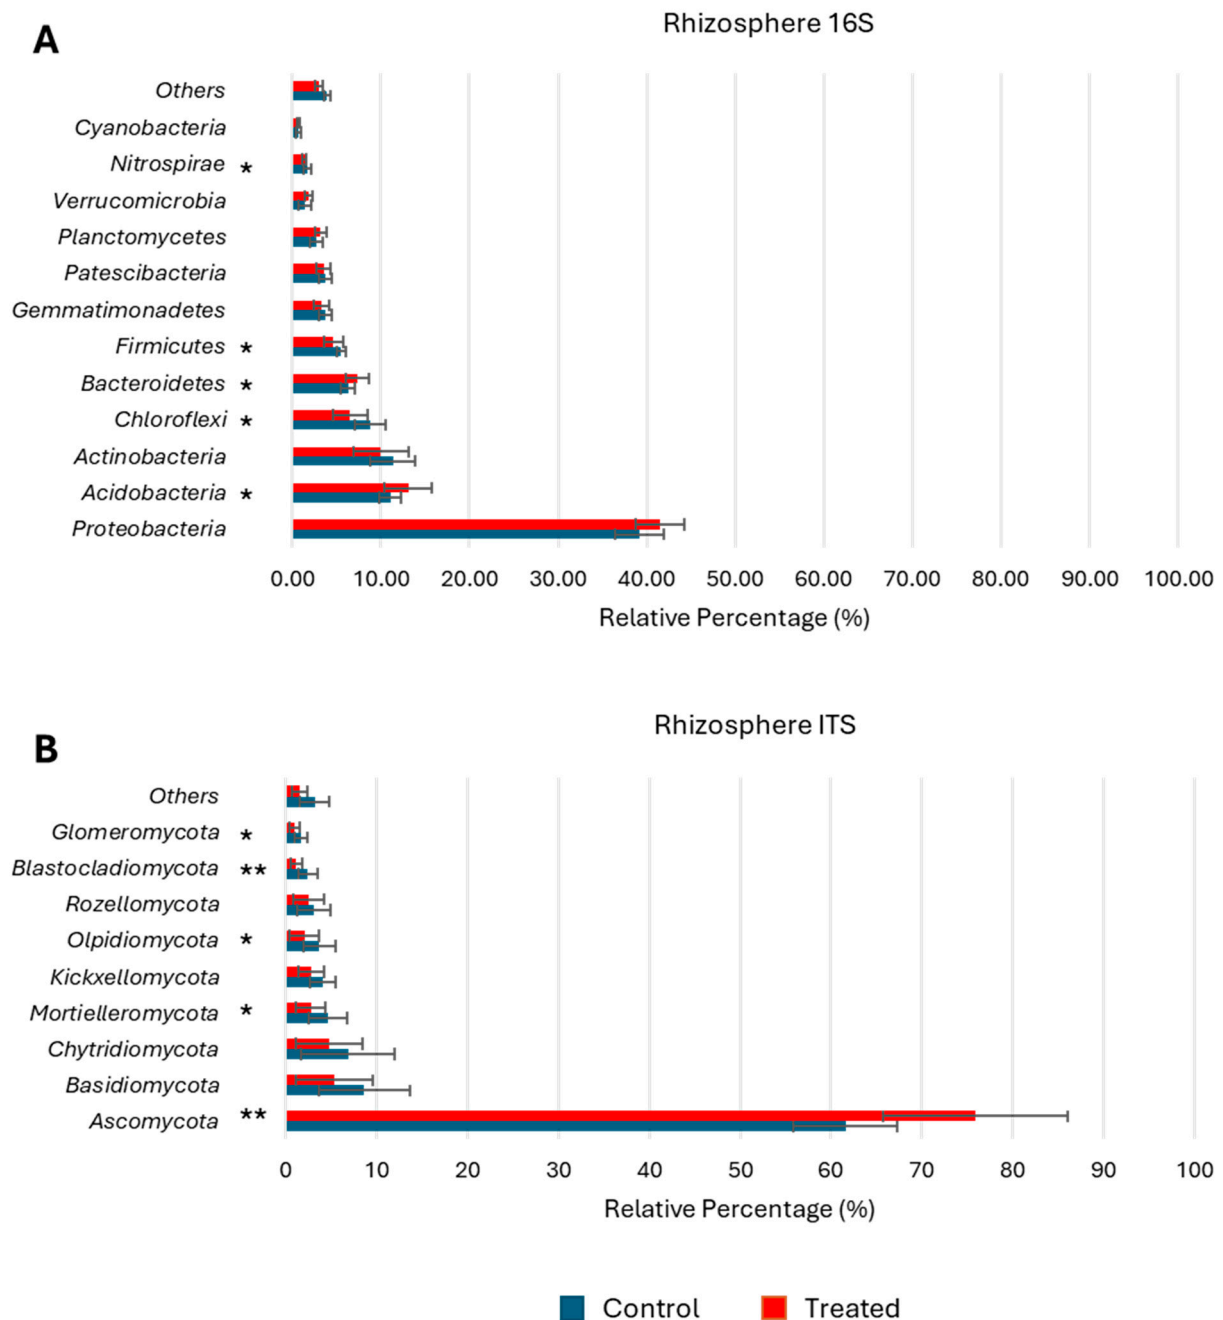 A
Rhizosphere 16S
Others
Cyanobacteria
Nitrospirae *
Verrucomicrobia
Planctomycetes
Patescibacteria
Gemmatimonadetes
Firmicutes *
Bacteroidetes *
Chloroflexi *
Actinobacteria
Acidobacteria *
Proteobacteria
0.00 10.00 20.00 30.00 40.00 50.00 60.00 70.00 80.00 90.00 100.00
Relative Percentage (%)
B
Rhizosphere ITS
Others
Glomeromycota *
Blastocladiomycota **
Rozellomycota
Olpidiomycota *
Kickxellomycota
Mortielleromycota *
Chytridiomycota
Basidiomycota
Ascomycota **
0 10 20 30 40 50 60 70 80 90 100
Relative Percentage (%)
Control Treated